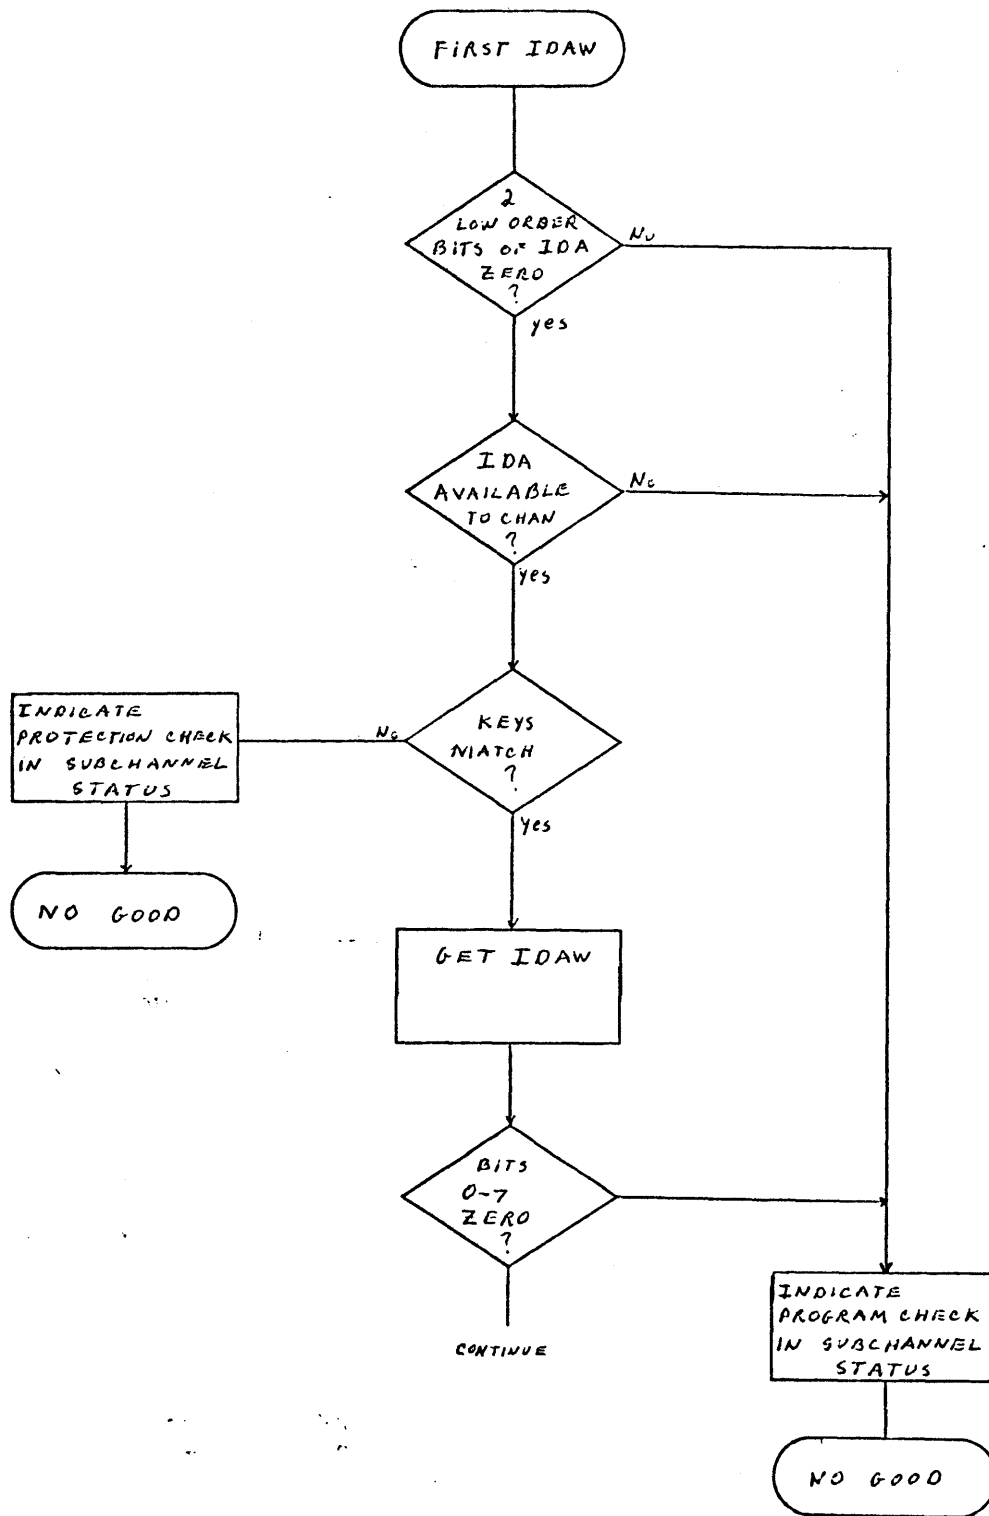 FIRST IDAW
2
LOW ORDER
BITS OF IDA
ZERO
?
No
yes
IDA
AVAILABLE
TO CHAN
?
No
yes
KEYS
MATCH
?
No
yes
INDICATE
PROTECTION CHECK
IN SUBCHANNEL
STATUS
NO GOOD
GET IDAW
BITS
0-7
ZERO
?
CONTINUE
INDICATE
PROGRAM CHECK
IN SUBCHANNEL
STATUS
NO GOOD